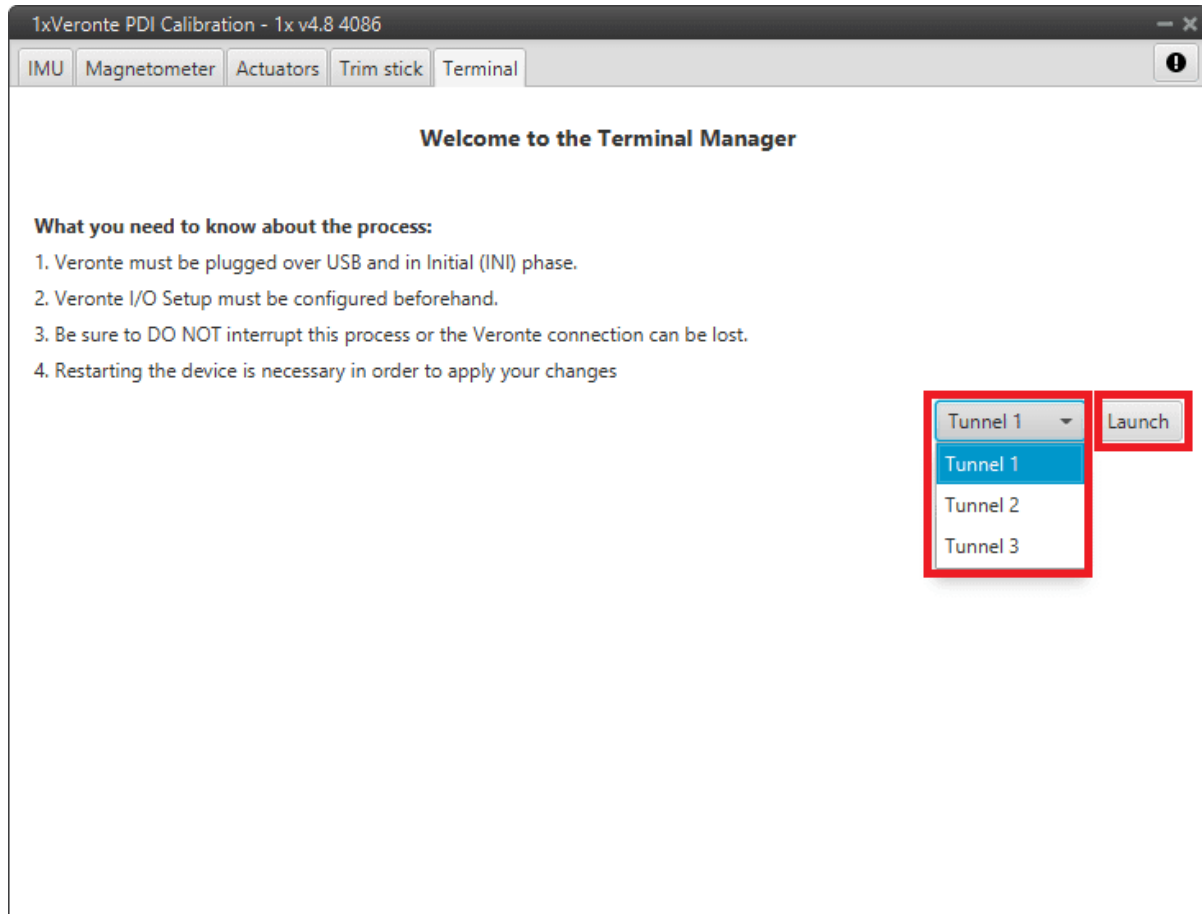 1xVeronte PDI Calibration - 1x v4.8 4086
IMU Magnetometer Actuators Trim stick Terminal
Welcome to the Terminal Manager
What you need to know about the process:
1. Veronte must be plugged over USB and in Initial (INI) phase.
2. Veronte I/O Setup must be configured beforehand.
3. Be sure to DO NOT interrupt this process or the Veronte connection can be lost.
4. Restarting the device is necessary in order to apply your changes
Tunnel 1 Launch
Tunnel 1
Tunnel 2
Tunnel 3